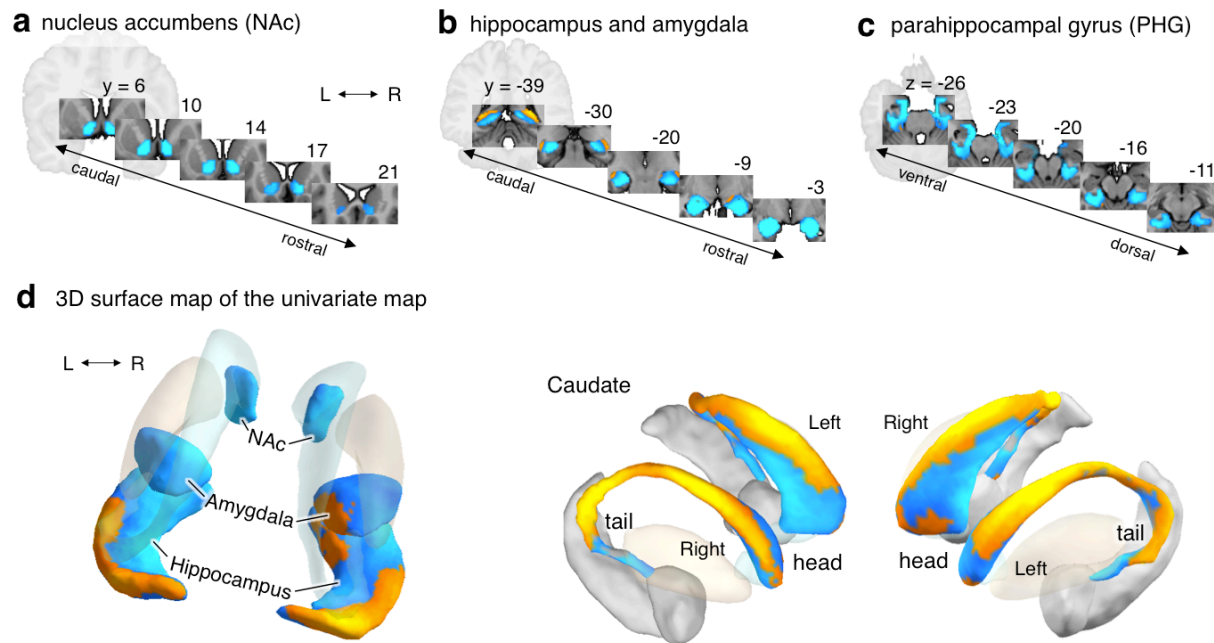 a nucleus accumbens (NAc)
y = 6
10
14
17
21
L R
caudal
rostral
b hippocampus and amygdala
y = -39
-30
-20
-9
-3
caudal
rostral
c parahippocampal gyrus (PHG)
z = -26
-23
-20
-16
-11
ventral
dorsal
d 3D surface map of the univariate map
L R
NAc
Amygdala
Hippocampus
Caudate
Left
tail
Right
head
Right
tail
head
Left